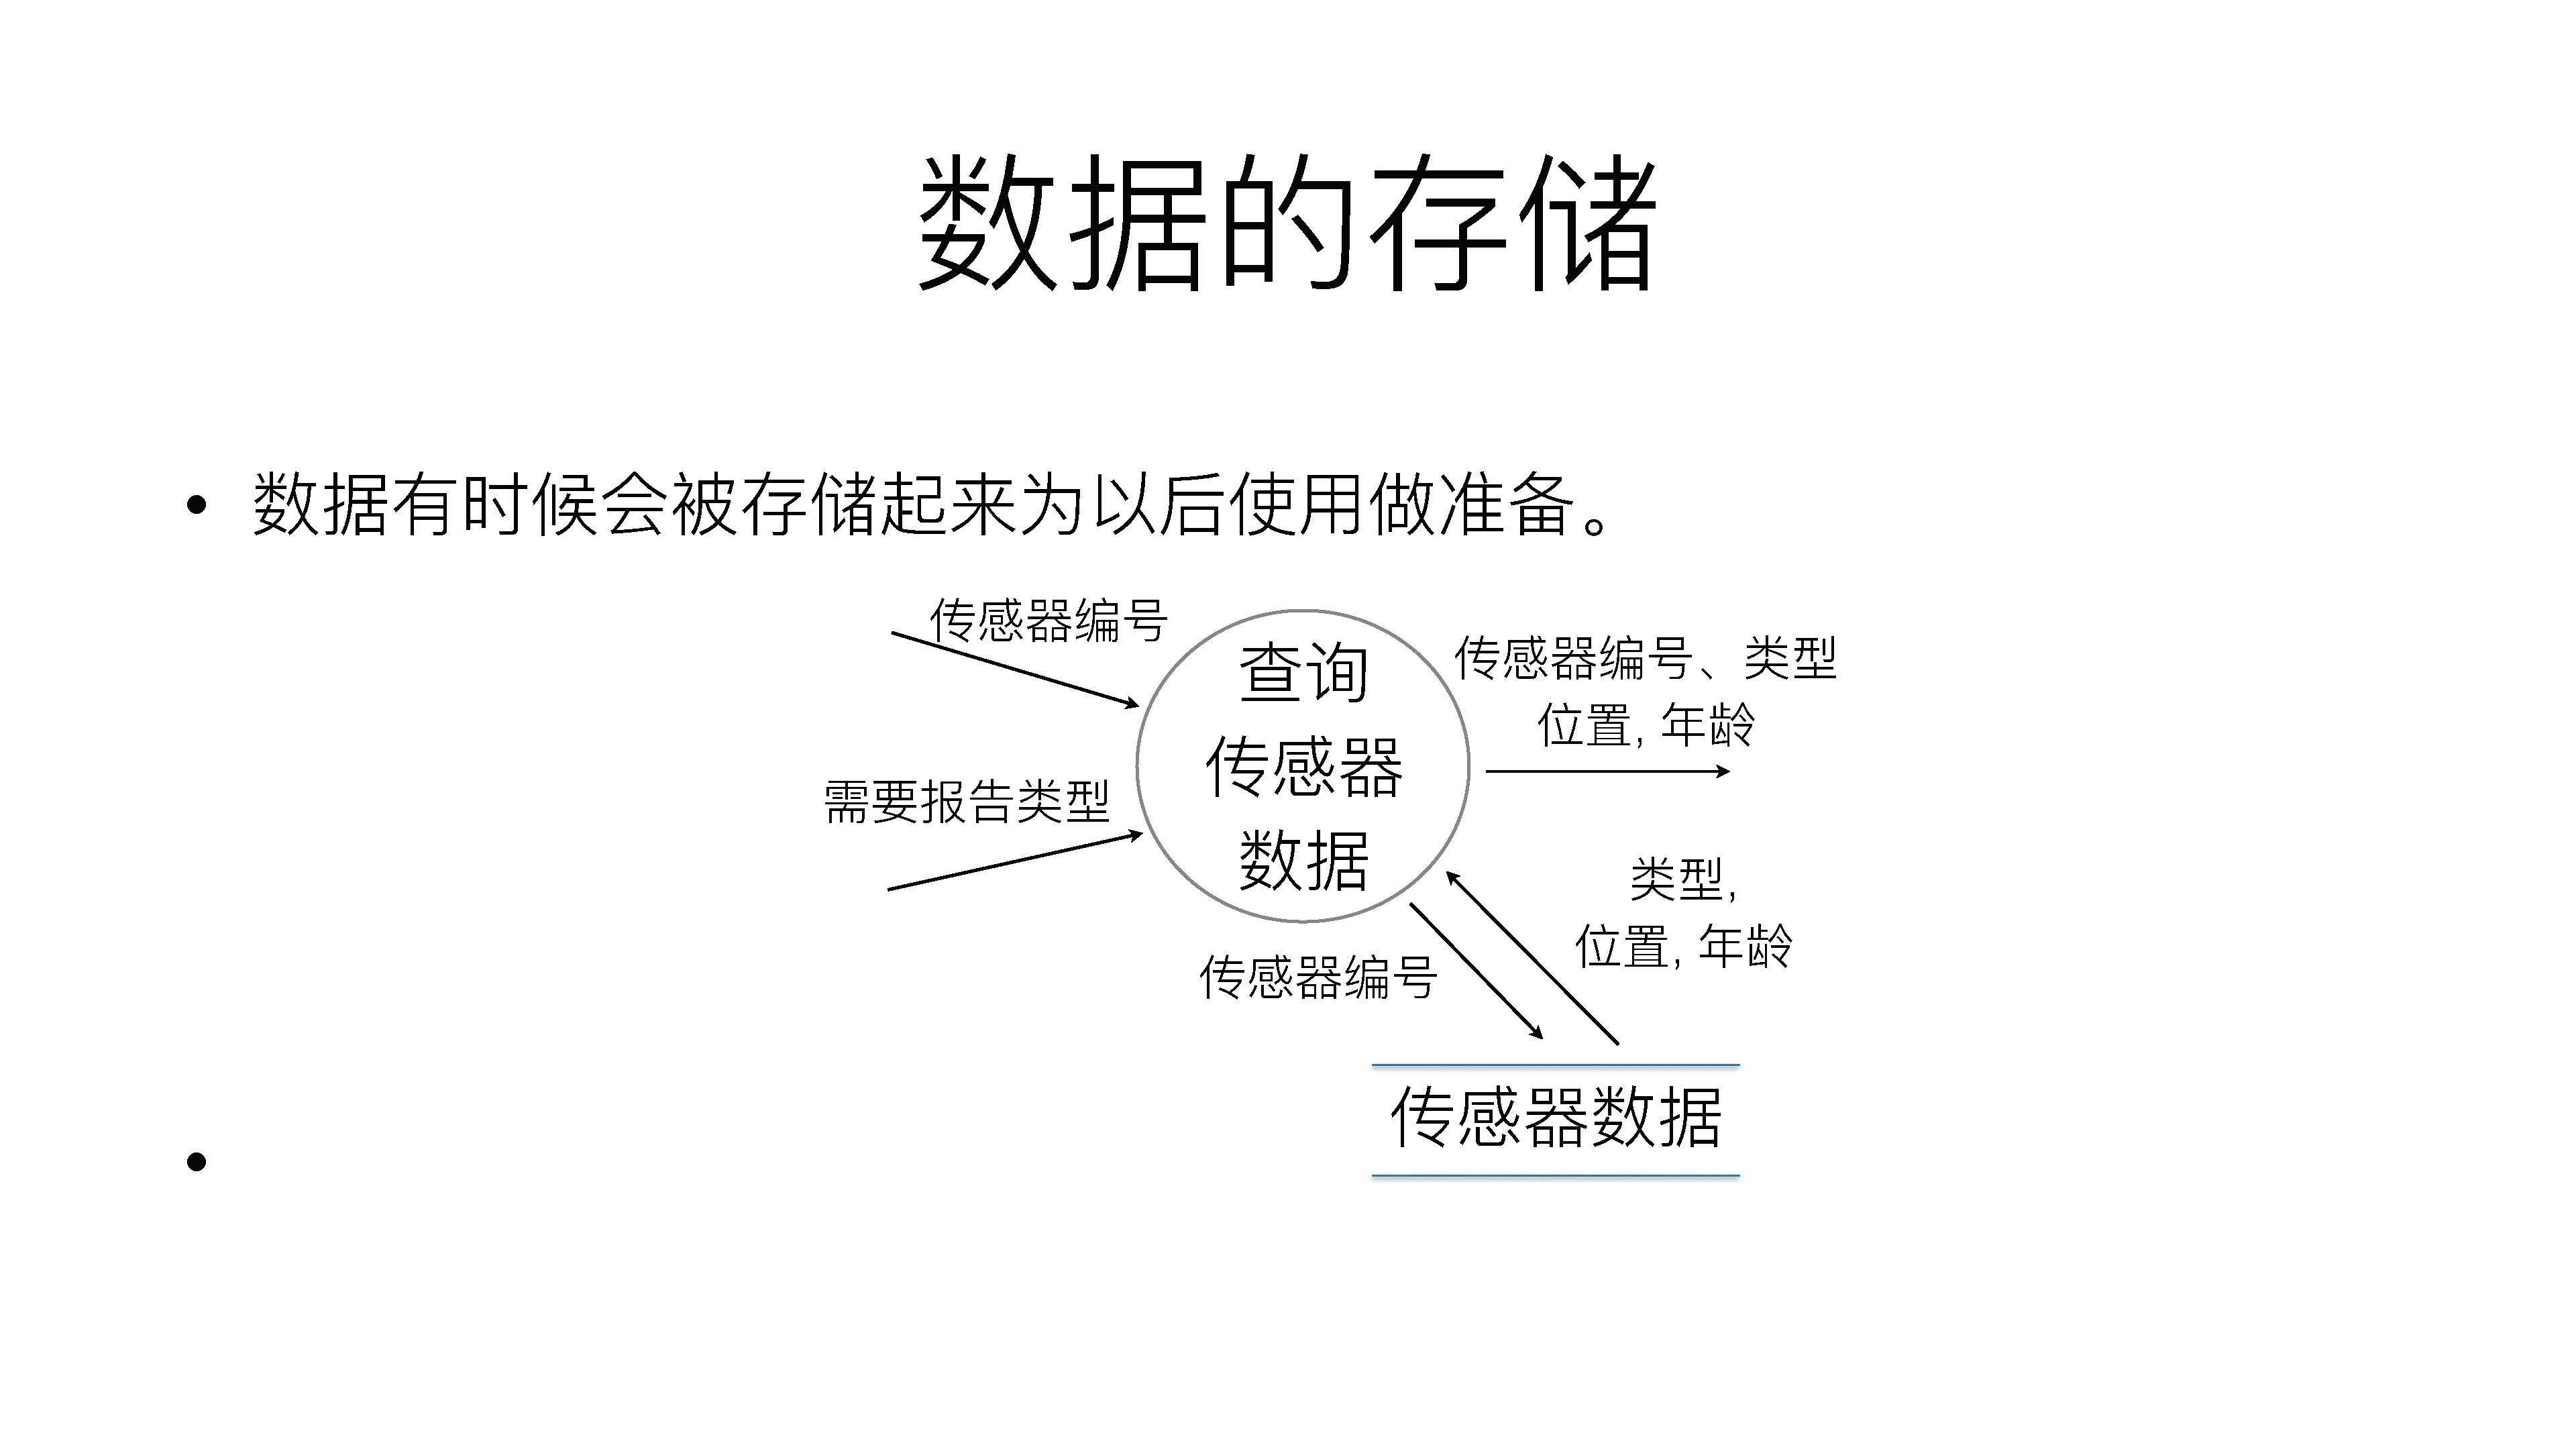 数据的存储
• 数据有时候会被存储起来为以后使用做准备。
传感器编号
需要报告类型
查询
传感器
数据
传感器编号、类型
位置, 年龄
类型,
位置, 年龄
传感器编号
传感器数据
•